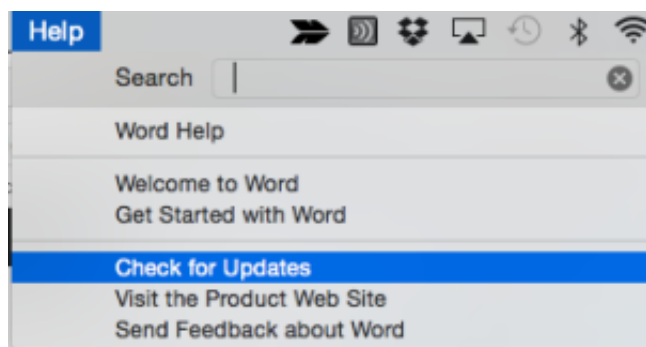 Help
Search
Word Help
Welcome to Word
Get Started with Word
Check for Updates
Visit the Product Web Site
Send Feedback about Word